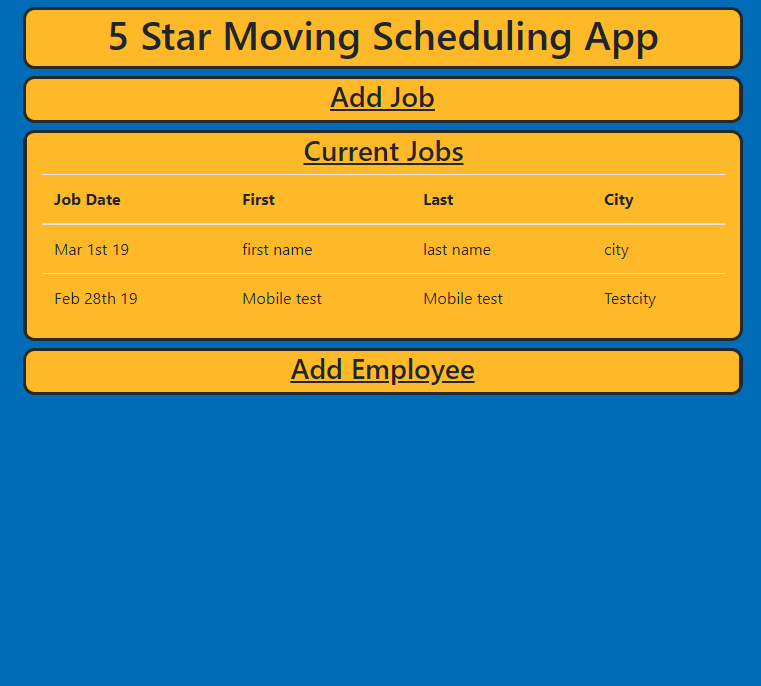 5 Star Moving Scheduling App
Add Job
Current Jobs
Job Date First Last City
Mar 1st 19 first name last name city
Feb 28th 19 Mobile test Mobile test Testcity
Add Employee